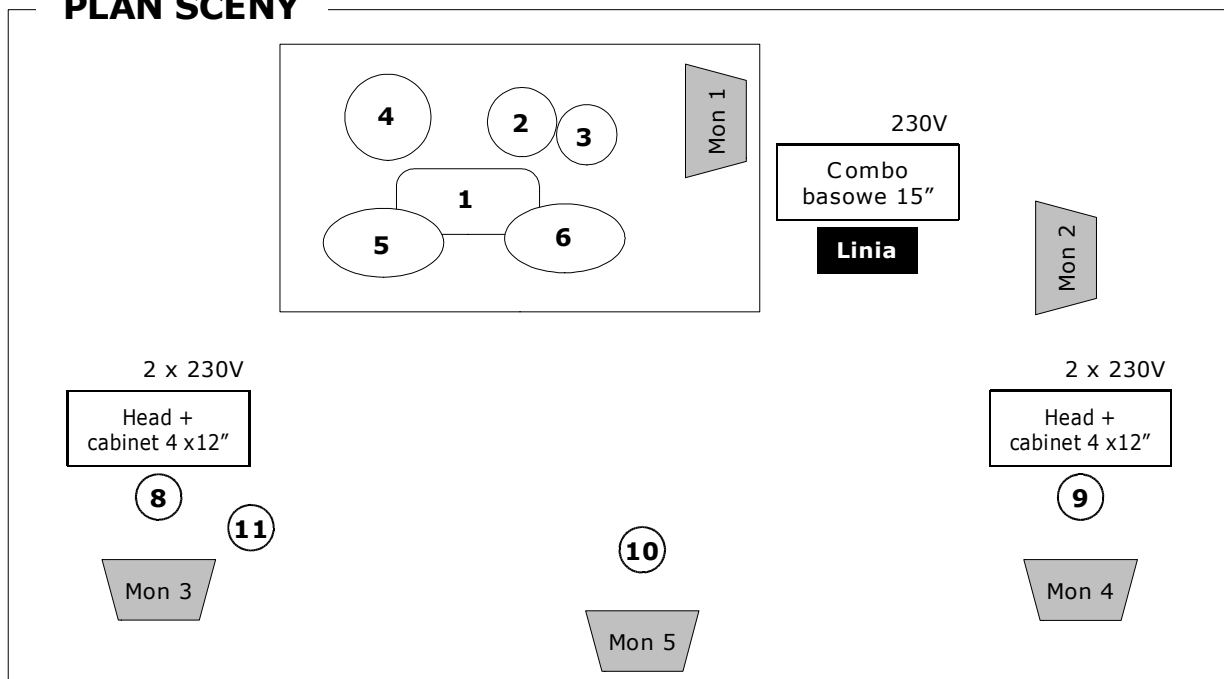 PLAN SCENY
4
2
3
Mon 1
1
5
6
230V
Combo
basowe 15″
Linia
Mon 2
2 x 230V
Head +
cabinet 4 x12″
8
11
Mon 3
10
Mon 5
2 x 230V
Head +
cabinet 4 x12″
9
Mon 4